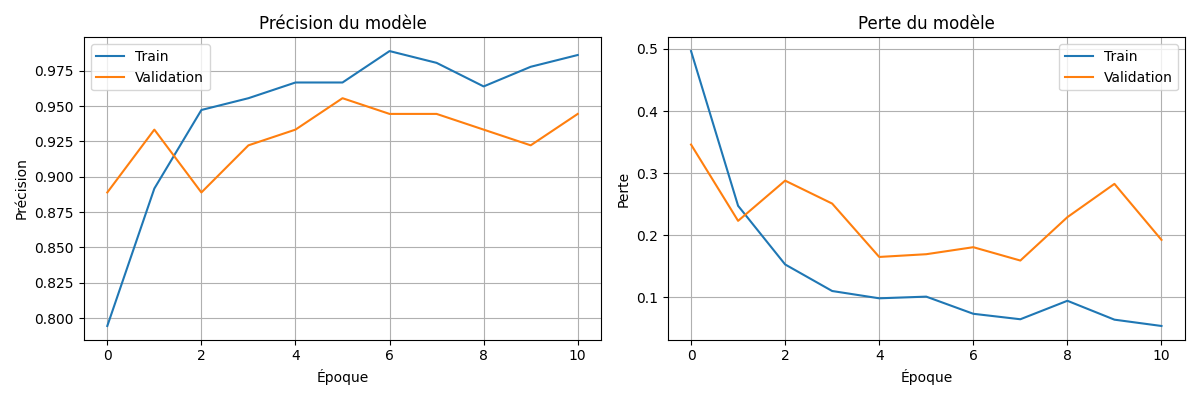 Précision du modèle
Train
Validation
0.975
0.950
0.925
0.900
0.875
0.850
0.825
0.800
Précision
0 2 4 6 8 10
Époque
Perte du modèle
Train
Validation
0.5
0.4
0.3
0.2
0.1
Perte
0 2 4 6 8 10
Époque